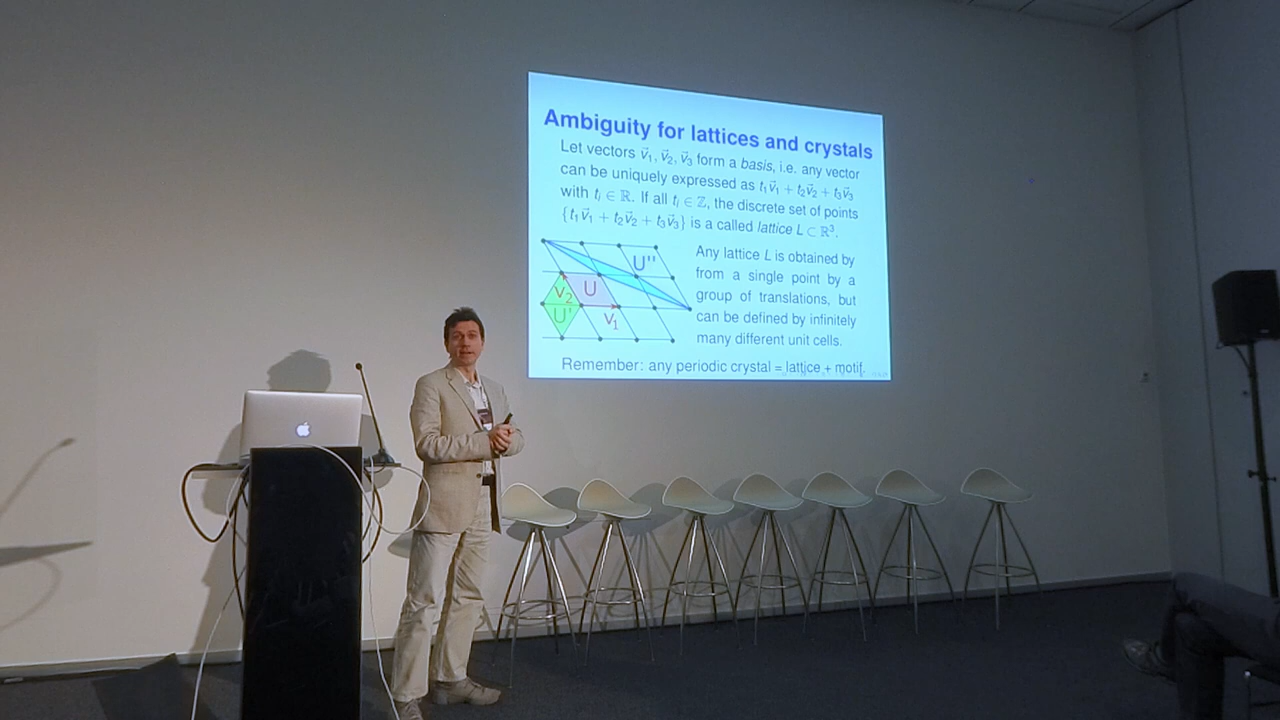 Ambiguity for lattices and crystals
Let vectors v⃗₁, v⃗₂, v⃗₃ form a basis, i.e. any vector
can be uniquely expressed as t₁v⃗₁ + t₂v⃗₂ + t₃v⃗₃
with tᵢ ∈ ℝ. If all tᵢ ∈ ℤ, the discrete set of points
{t₁v⃗₁ + t₂v⃗₂ + t₃v⃗₃} is a called lattice L ⊂ ℝ³.
U''
v₂ U
U'
v₁
Any lattice L is obtained by
from a single point by a
group of translations, but
can be defined by infinitely
many different unit cells.
Remember: any periodic crystal = lattice + motif.